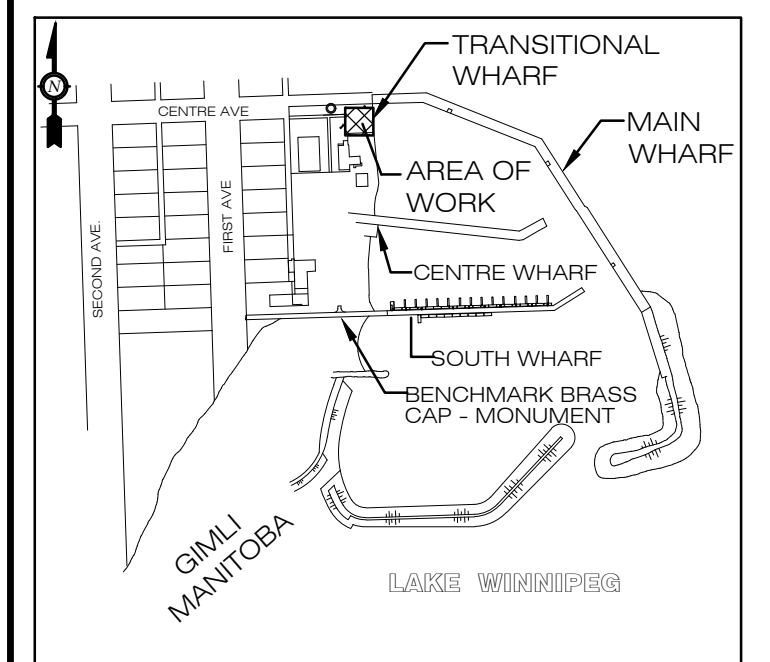 TRANSITIONAL
WHARF
N
CENTRE AVE
MAIN
WHARF
AREA OF
WORK
FIRST AVE
SECOND AVE.
CENTRE WHARF
SOUTH WHARF
BENCHMARK BRASS
CAP - MONUMENT
GIMLI
MANITOBA
LAKE WINNIPEG